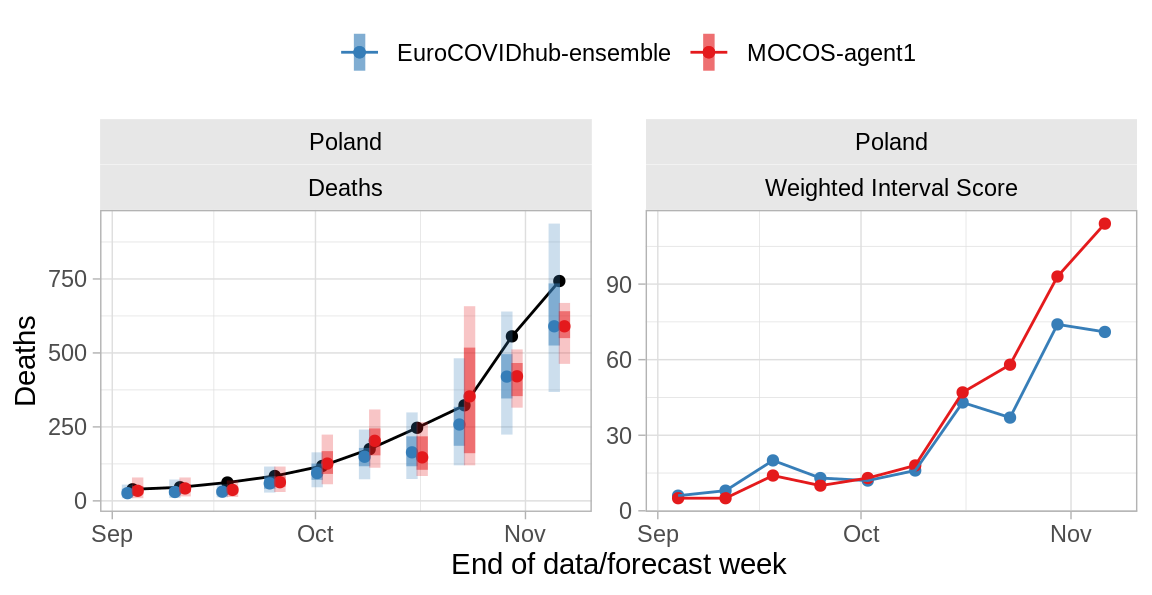 EuroCOVIDhub-ensemble MOCOS-agent1
Poland Poland
Deaths Weighted Interval Score
Deaths
750
500
250
0
90
60
30
0
Sep Oct Nov Sep Oct Nov
End of data/forecast week